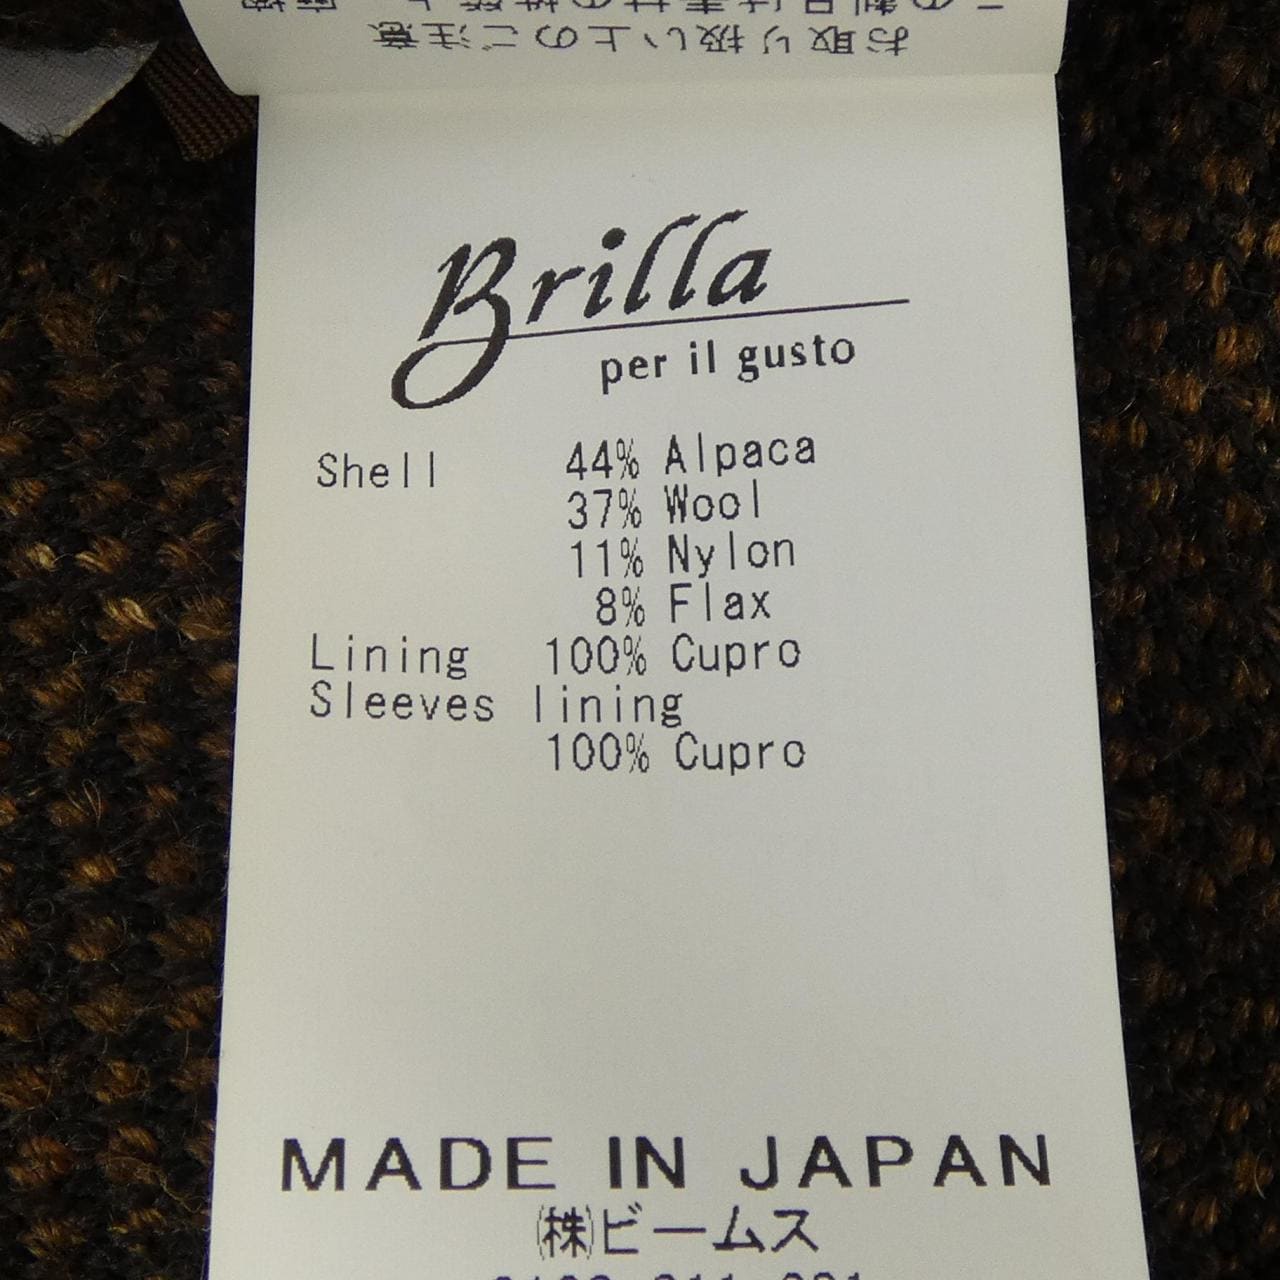 お取り扱い上のご注意
Brilla
per il gusto
Shell 44% Alpaca
37% Wool
11% Nylon
8% Flax
Lining 100% Cupro
Sleeves lining
100% Cupro
MADE IN JAPAN
㈱ビームス